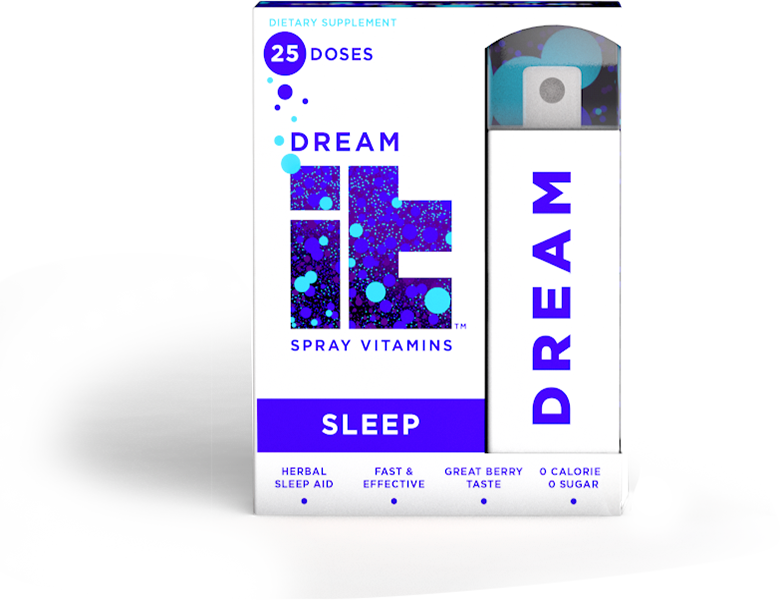 DIETARY SUPPLEMENT
25 DOSES
DREAM
it™
SPRAY VITAMINS
SLEEP
HERBAL
SLEEP AID
FAST &
EFFECTIVE
GREAT BERRY
TASTE
0 CALORIE
0 SUGAR
DREAM